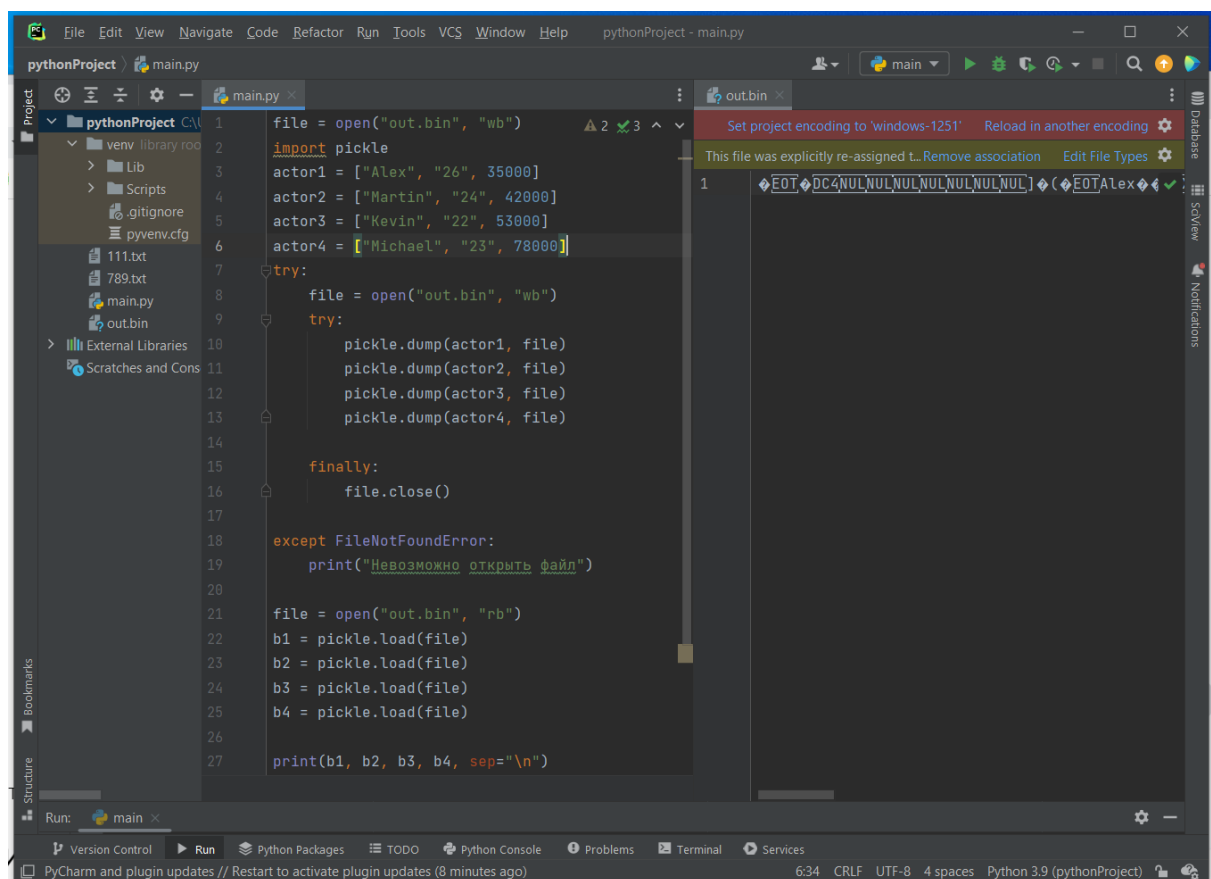 File Edit View Navigate Code Refactor Run Tools VCS Window Help pythonProject - main.py
pythonProject main.py main
Project main.py out.bin
pythonProject C:\
venv library roo
Lib
Scripts
.gitignore
pyvenv.cfg
111.txt
789.txt
main.py
out.bin
External Libraries
Scratches and Cons
1 file = open("out.bin", "wb") 2 3
2 import pickle
3 actor1 = ["Alex", "26", 35000]
4 actor2 = ["Martin", "24", 42000]
5 actor3 = ["Kevin", "22", 53000]
6 actor4 = ["Michael", "23", 78000]
7 try:
8 file = open("out.bin", "wb")
9 try:
10 pickle.dump(actor1, file)
11 pickle.dump(actor2, file)
12 pickle.dump(actor3, file)
13 pickle.dump(actor4, file)
14
15 finally:
16 file.close()
17
18 except FileNotFoundError:
19 print("Невозможно открыть файл")
20
21 file = open("out.bin", "rb")
22 b1 = pickle.load(file)
23 b2 = pickle.load(file)
24 b3 = pickle.load(file)
25 b4 = pickle.load(file)
26
27 print(b1, b2, b3, b4, sep="\n")
Set project encoding to 'windows-1251' Reload in another encoding
This file was explicitly re-assigned t... Remove association Edit File Types
1 �EOT�DC4NULNULNULNULNULNULNUL]�(�EOTAlex��
Database
SciView
Notifications
Bookmarks
Structure
Run: main
Version Control Run Python Packages TODO Python Console Problems Terminal Services
PyCharm and plugin updates // Restart to activate plugin updates (8 minutes ago) 6:34 CRLF UTF-8 4 spaces Python 3.9 (pythonProject)